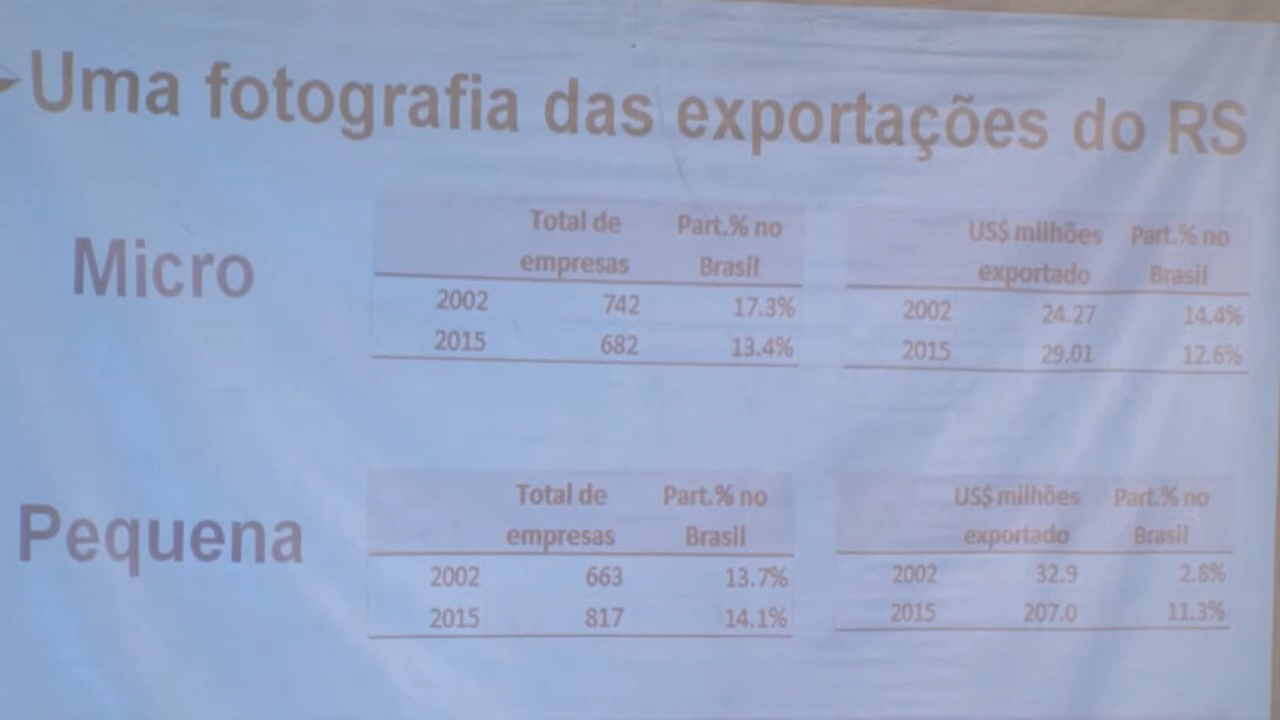 Uma fotografia das exportações do RS
Micro
Total de Part.% no
empresas Brasil
2002 742 17.3%
2015 682 13.4%
US$ milhões Part.% no
exportado Brasil
2002 24.27 14.4%
2015 29.01 12.6%
Pequena
Total de Part.% no
empresas Brasil
2002 663 13.7%
2015 817 14.1%
US$ milhões Part.% no
exportado Brasil
2002 32.9 2.8%
2015 207.0 11.3%